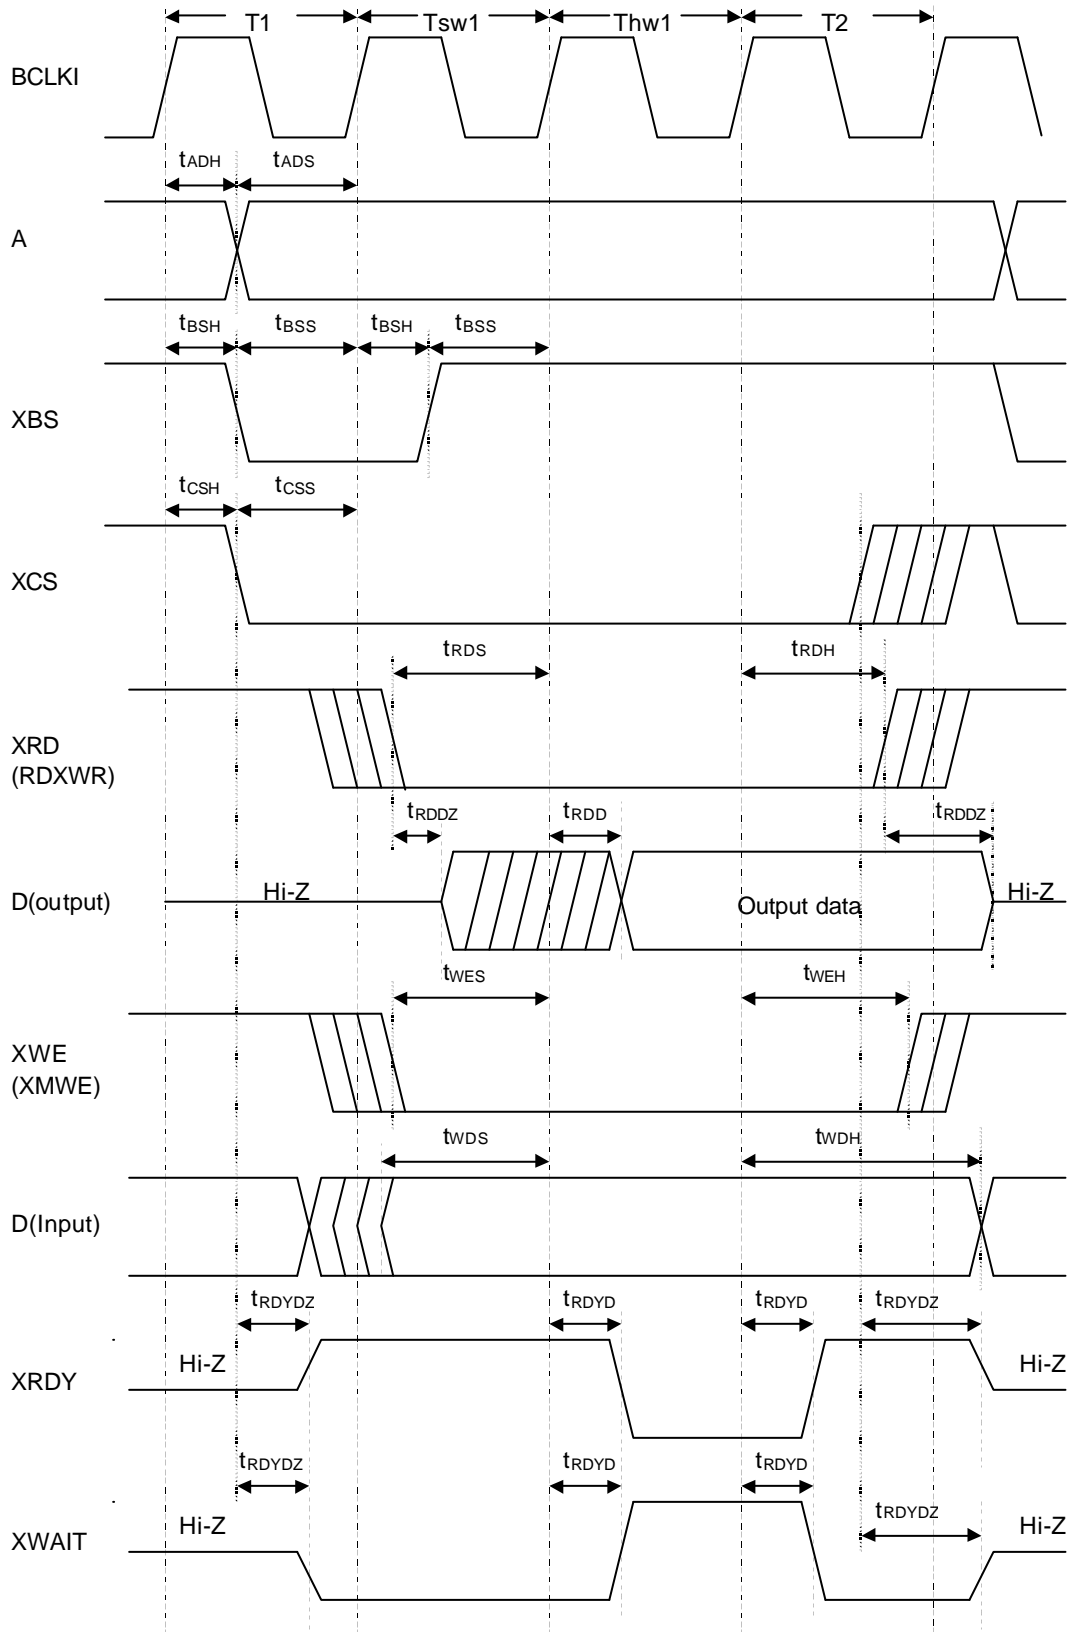 T1 Tsw1 Thw1 T2
BCLKI
tADH tADS
A
tBSH tBSS tBSH tBSS
XBS
tCSH tCSS
XCS
tRDS tRDH
XRD
(RDXWR)
tRDDZ tRDD tRDDZ
D(output) Hi-Z Output data Hi-Z
tWES tWEH
XWE
(XMWE)
tWDS tWDH
D(Input)
tRDYDZ tRDYD tRDYD tRDYDZ
Hi-Z Hi-Z
XRDY
tRDYDZ tRDYD tRDYD
tRDYDZ
Hi-Z Hi-Z
XWAIT